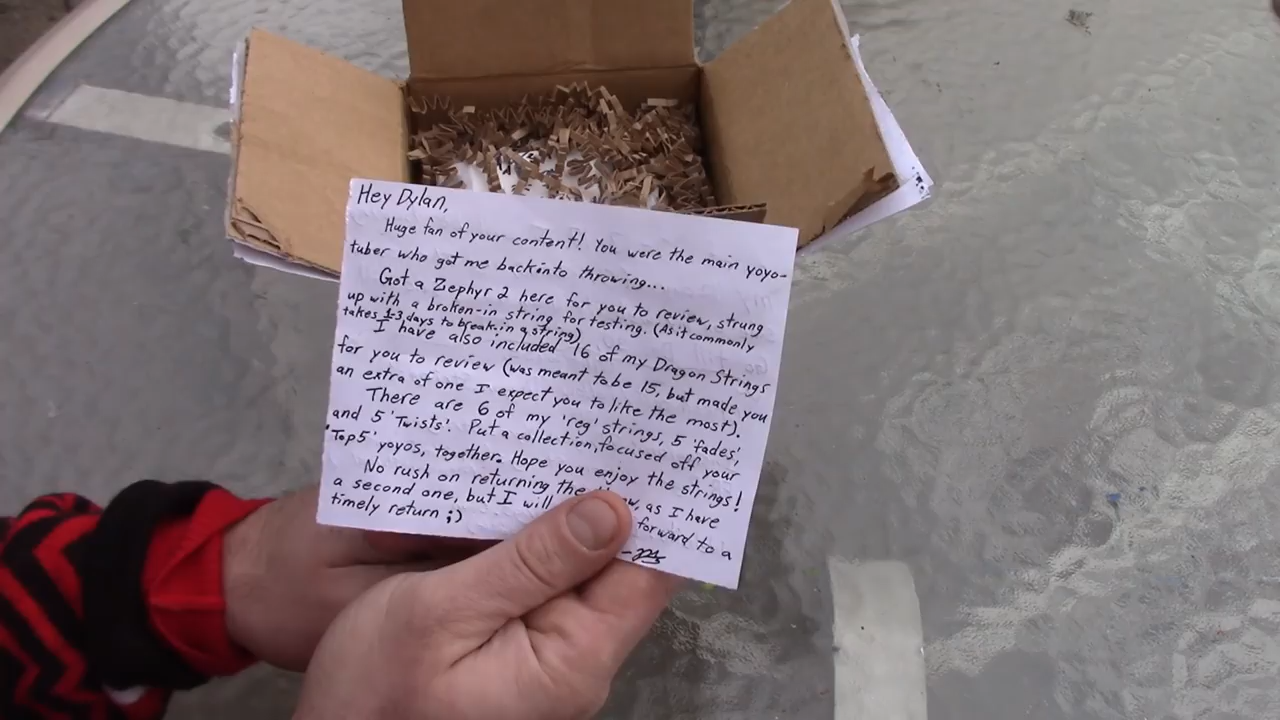 Hey Dylan,
Huge fan of your content! You were the main yoyo-
tuber who got me back into throwing...
Got a Zephyr 2 here for you to review, strung
up with a broken-in string for testing. (As it commonly
takes 1-3 days to break in a string)
I have also included 16 of my Dragon Strings
for you to review (was meant to be 15, but made you
an extra of one I expect you to like the most).
There are 6 of my 'reg' strings, 5 'fades',
and 5 'Twists'. Put a collection, focused off your
'Top5' yoyos, together. Hope you enjoy the strings!
No rush on returning the as I have
a second one, but I will forward to a
timely return ;)